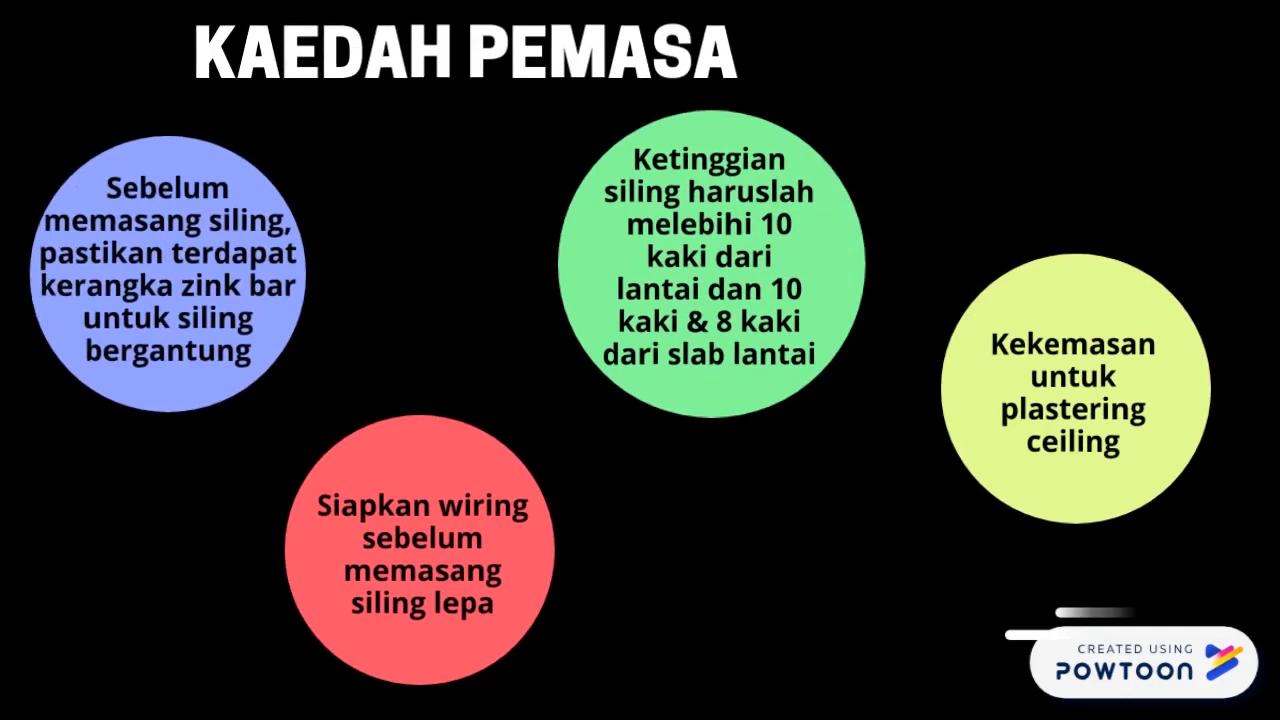 KAEDAH PEMASA
Sebelum
memasang siling,
pastikan terdapat
kerangka zink bar
untuk siling
bergantung
Siapkan wiring
sebelum
memasang
siling lepa
Ketinggian
siling haruslah
melebihi 10
kaki dari
lantai dan 10
kaki & 8 kaki
dari slab lantai
Kekemasan
untuk
plastering
ceiling
CREATED USING
POWTOON